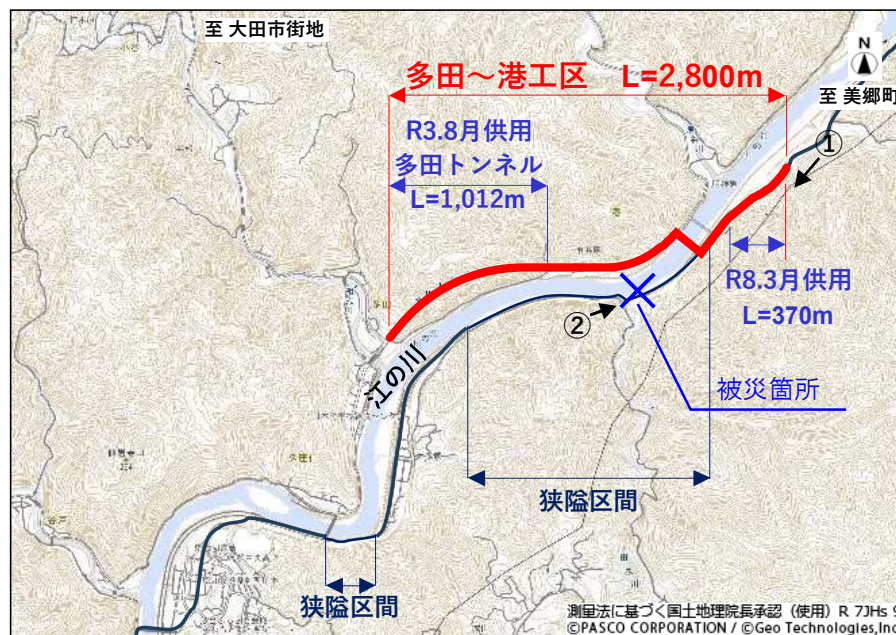 至 大田市街地
N
多田～港工区 L=2,800m
至 美郷町
R3.8月供用
多田トンネル
L=1,012m
①
港
R8.3月供用
L=370m
②
江の川
被災箇所
狭隘区間
狭隘区間
測量法に基づく国土地理院長承認（使用）R 7JHs 9
©PASCO CORPORATION / ©Geo Technologies,Inc